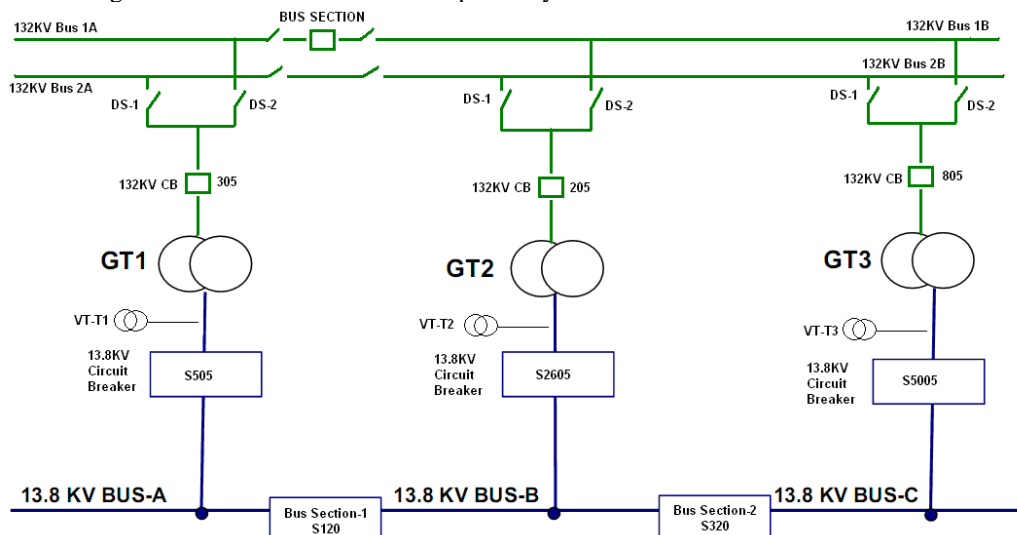 BUS SECTION
132KV Bus 1A
132KV Bus 1B
132KV Bus 2A
132KV Bus 2B
DS-1
DS-2
DS-1
DS-2
DS-1
DS-2
132KV CB
305
132KV CB
205
132KV CB
805
GT1
GT2
GT3
VT-T1
VT-T2
VT-T3
13.8KV
Circuit
Breaker
S505
13.8KV
Circuit
Breaker
S2605
13.8KV
Circuit
Breaker
S5005
13.8 KV BUS-A
13.8 KV BUS-B
13.8 KV BUS-C
Bus Section-1
S120
Bus Section-2
S320